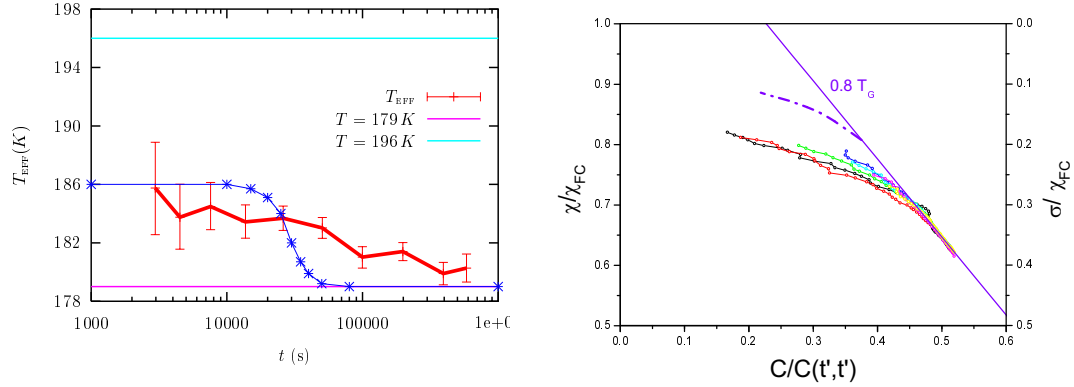 198
194
190
186
182
178
T_EFF(K)
T_EFF
T = 179 K
T = 196 K
1000
10000
100000
1e+0
t (s)
1.0
0.9
0.8
0.7
0.6
0.5
χ/χ_FC
0.8 T_G
0.0
0.1
0.2
0.3
0.4
0.5
σ/ χ_FC
0.0
0.1
0.2
0.3
0.4
0.5
0.6
C/C(t',t')